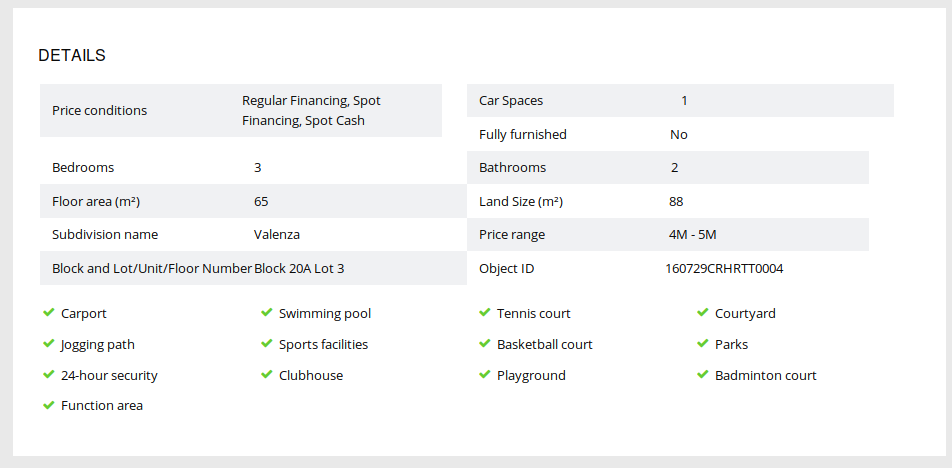 DETAILS
Price conditions Regular Financing, Spot
Financing, Spot Cash
Car Spaces 1
Fully furnished No
Bedrooms 3 Bathrooms 2
Floor area (m²) 65 Land Size (m²) 88
Subdivision name Valenza Price range 4M - 5M
Block and Lot/Unit/Floor Number Block 20A Lot 3 Object ID 160729CRHRTT0004
Carport Swimming pool Tennis court Courtyard
Jogging path Sports facilities Basketball court Parks
24-hour security Clubhouse Playground Badminton court
Function area